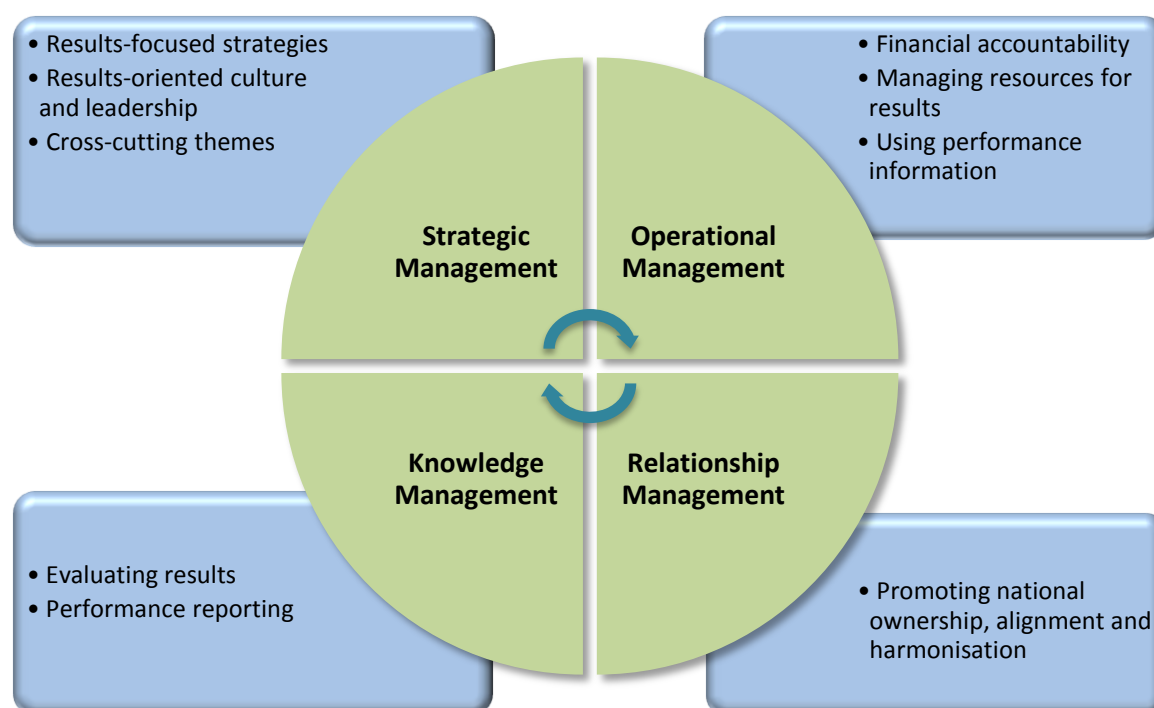 • Results-focused strategies
• Results-oriented culture
and leadership
• Cross-cutting themes
• Financial accountability
• Managing resources for
results
• Using performance
information
Strategic
Management
Operational
Management
Knowledge
Management
Relationship
Management
• Evaluating results
• Performance reporting
• Promoting national
ownership, alignment and
harmonisation